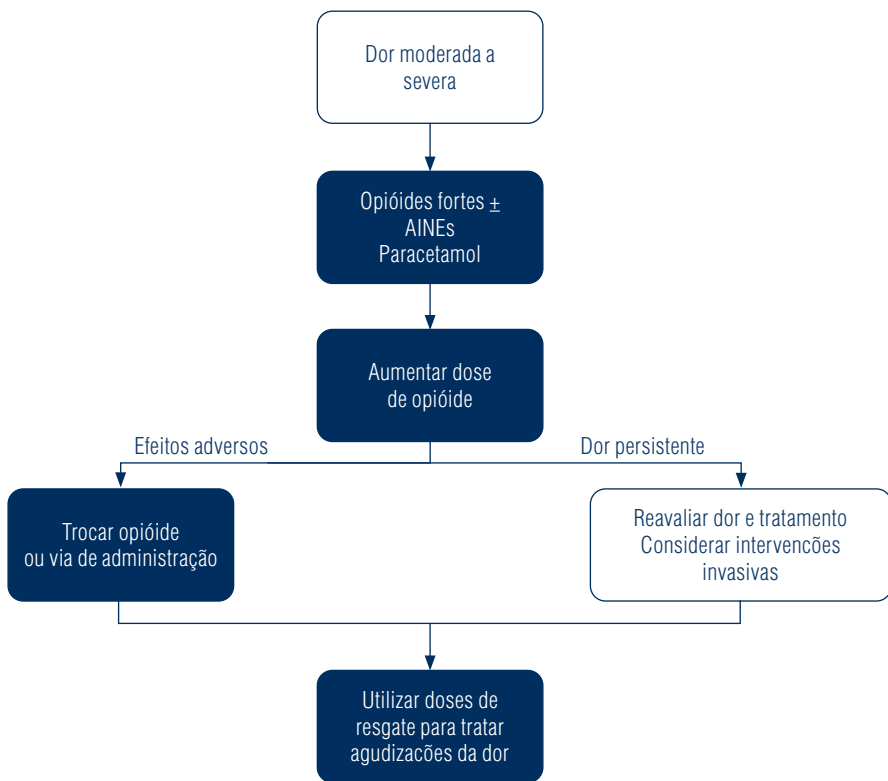 Dor moderada a
severa
Opióides fortes ±
AINEs
Paracetamol
Aumentar dose
de opióide
Efeitos adversos
Dor persistente
Trocar opióide
ou via de administração
Reavaliar dor e tratamento
Considerar intervencões
invasivas
Utilizar doses de
resgate para tratar
agudizacões da dor